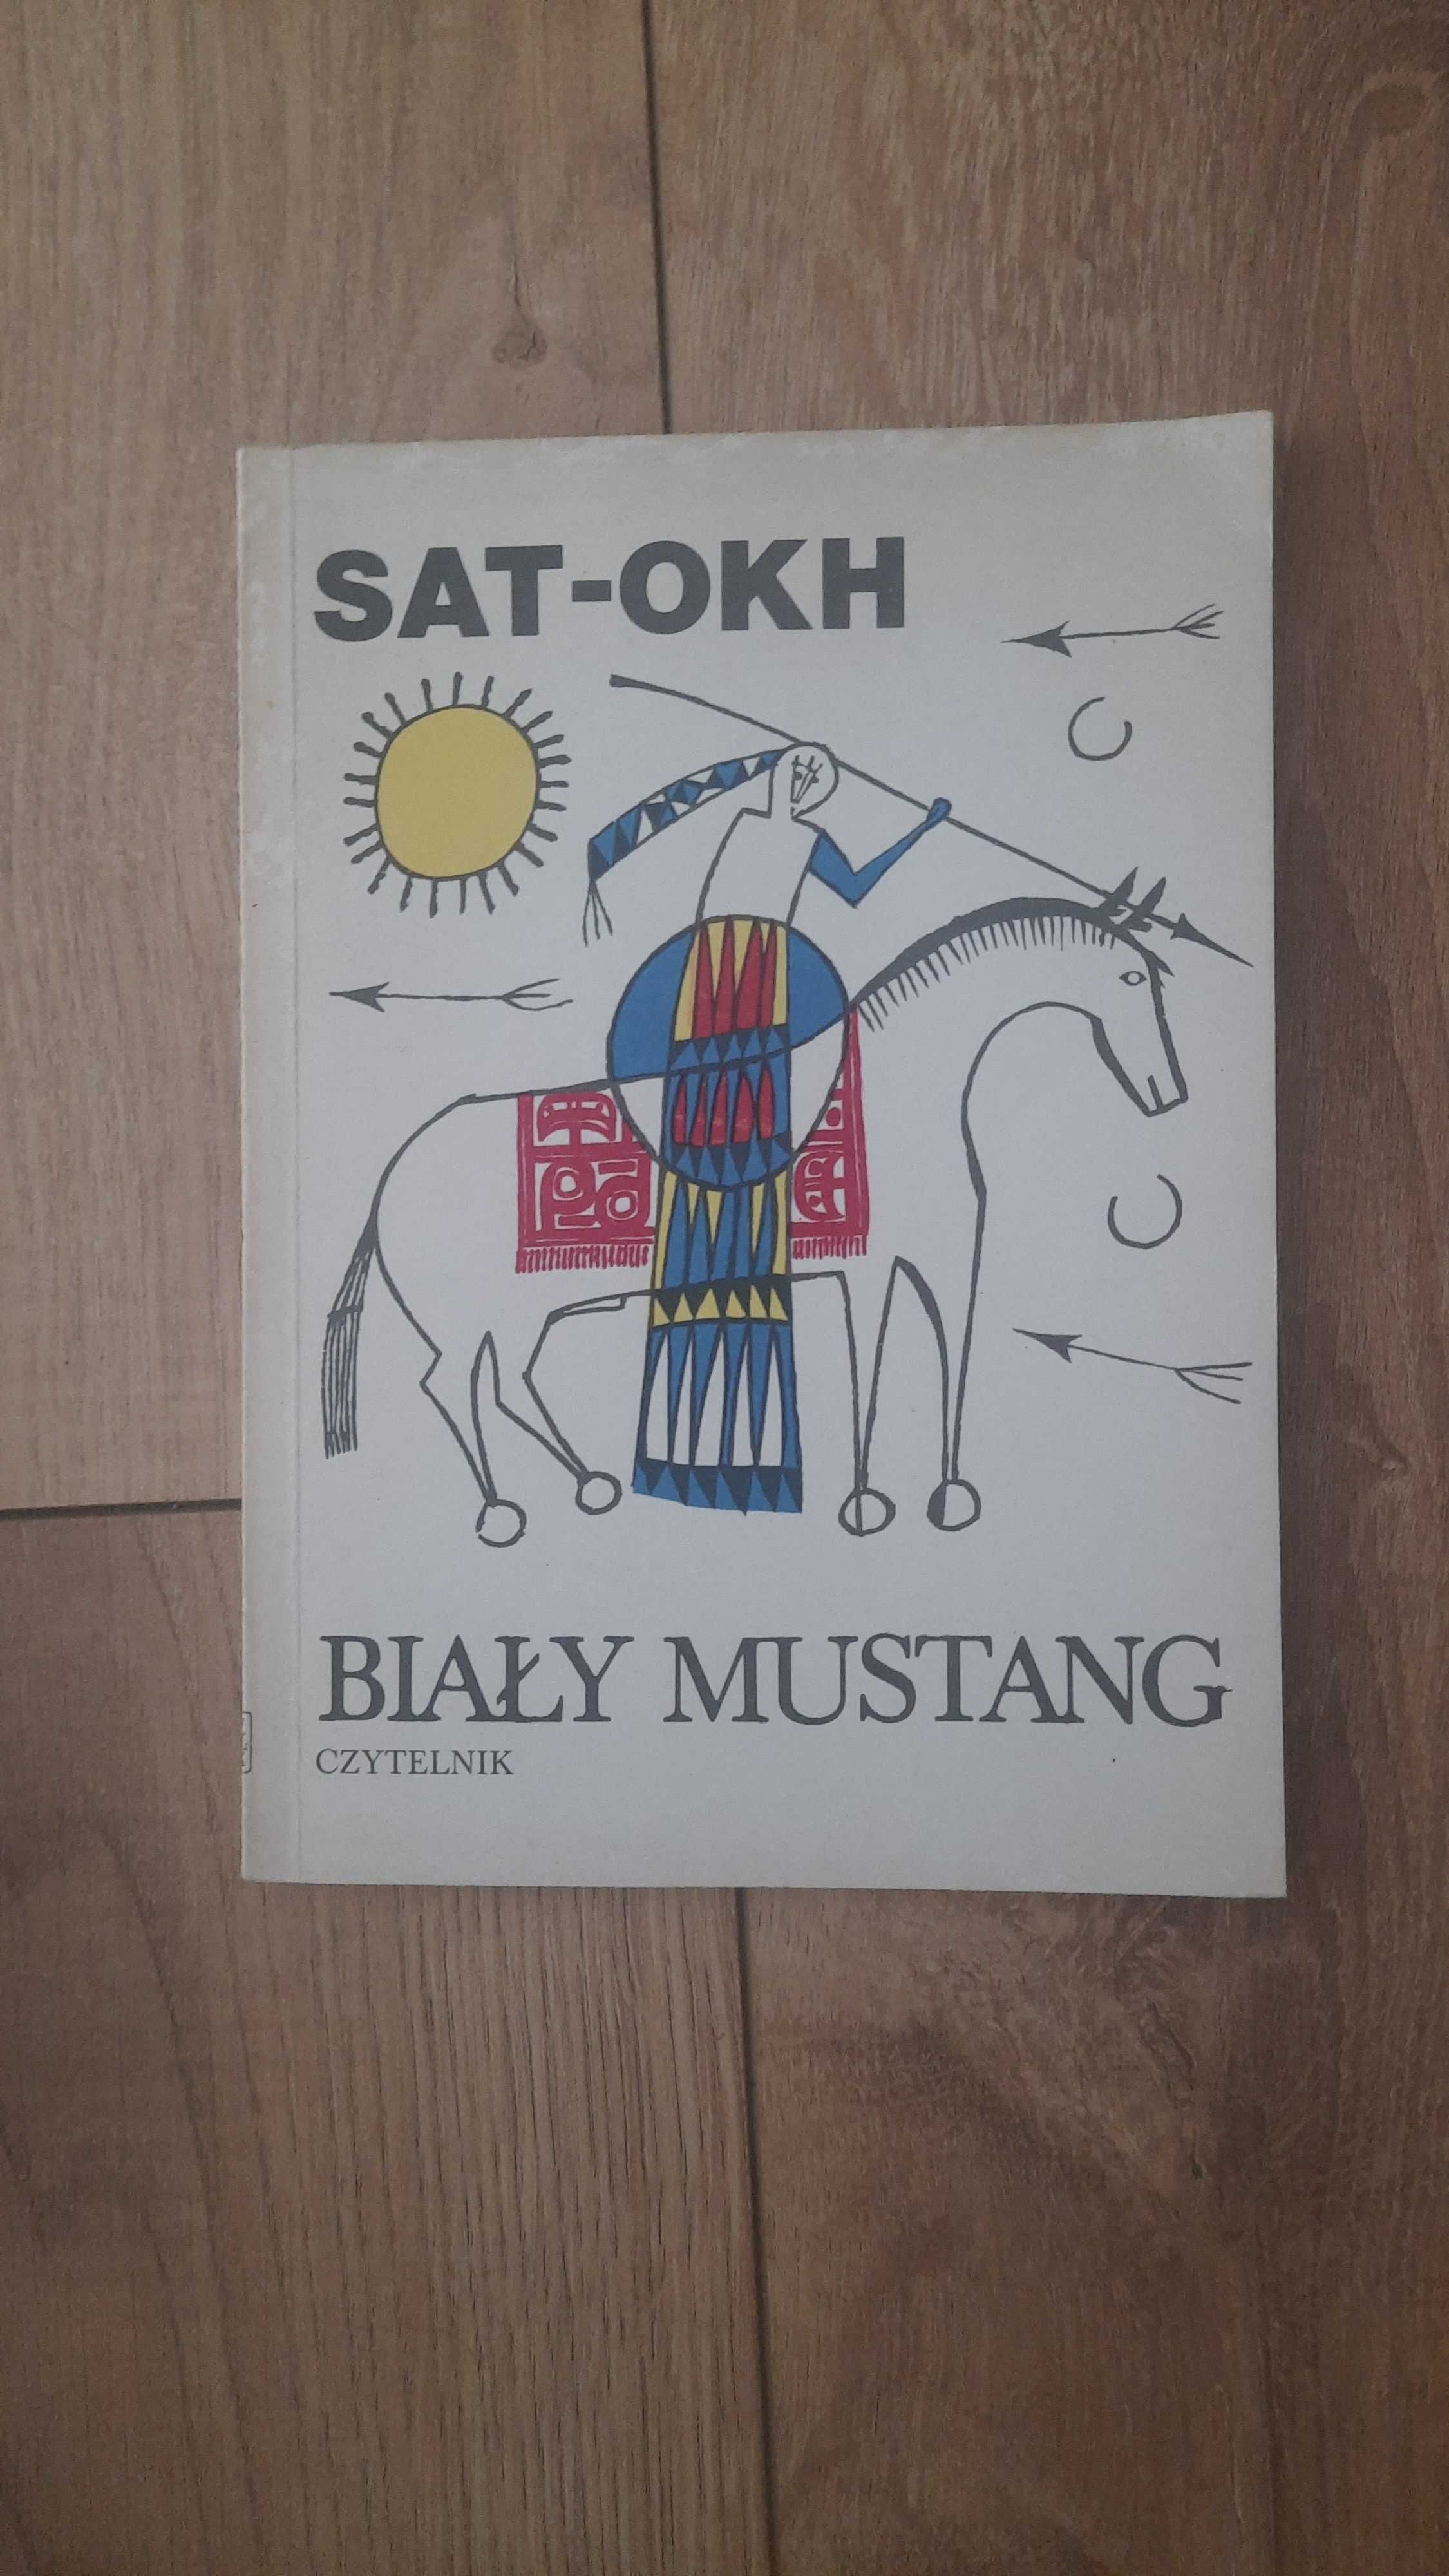 SAT-OKH
BIAŁY MUSTANG
CZYTELNIK